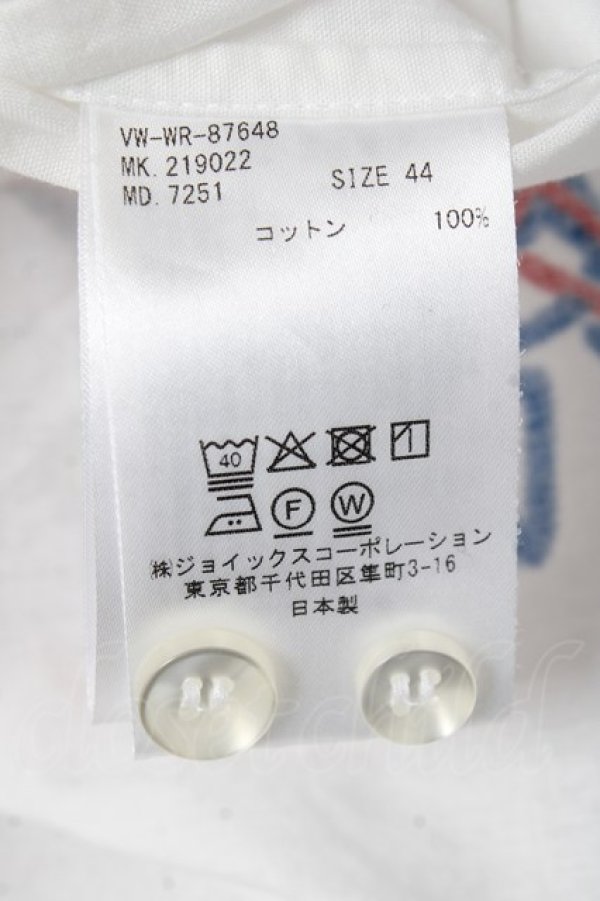 VW-WR-87648
MK. 219022
MD. 7251 SIZE 44
コットン 100%
40
F W
㈱ジョイックスコーポレーション
東京都千代田区隼町3-16
日本製
closet child